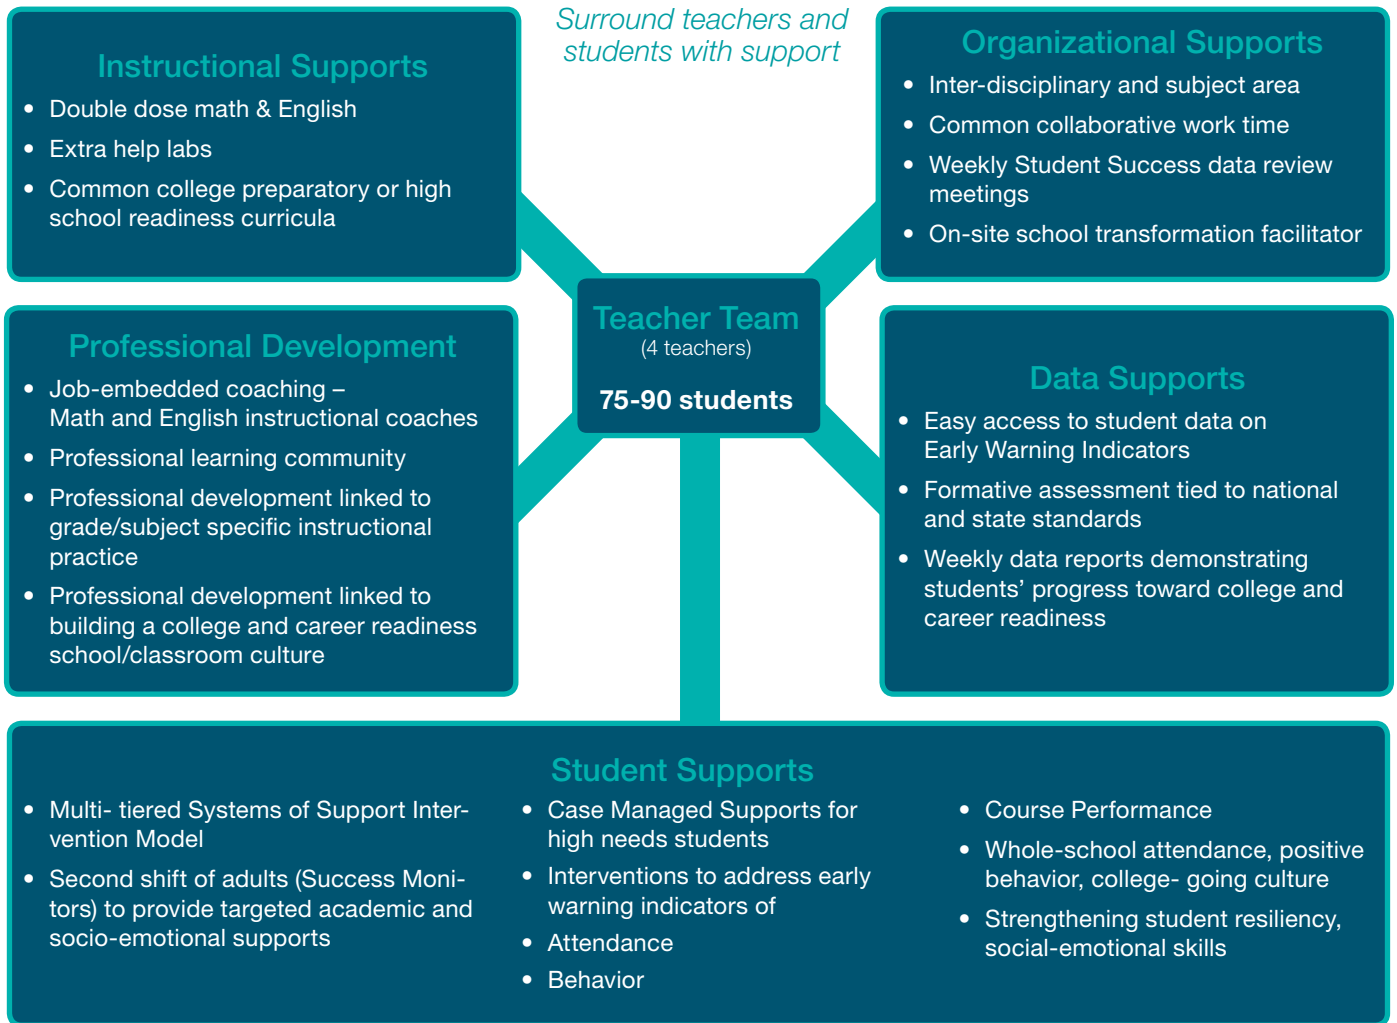 Surround teachers and
students with support
Instructional Supports
• Double dose math & English
• Extra help labs
• Common college preparatory or high
school readiness curricula
Organizational Supports
• Inter-disciplinary and subject area
• Common collaborative work time
• Weekly Student Success data review
meetings
• On-site school transformation facilitator
Teacher Team
(4 teachers)
75-90 students
Professional Development
• Job-embedded coaching –
Math and English instructional coaches
• Professional learning community
• Professional development linked to
grade/subject specific instructional
practice
• Professional development linked to
building a college and career readiness
school/classroom culture
Data Supports
• Easy access to student data on
Early Warning Indicators
• Formative assessment tied to national
and state standards
• Weekly data reports demonstrating
students’ progress toward college and
career readiness
Student Supports
• Multi- tiered Systems of Support Inter-
vention Model
• Second shift of adults (Success Moni-
tors) to provide targeted academic and
socio-emotional supports
• Case Managed Supports for
high needs students
• Interventions to address early
warning indicators of
• Attendance
• Behavior
• Course Performance
• Whole-school attendance, positive
behavior, college- going culture
• Strengthening student resiliency,
social-emotional skills